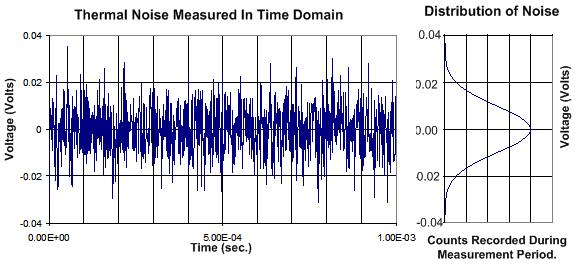 Thermal Noise Measured In Time Domain
Voltage (Volts)
0.04
0.02
0
-0.02
-0.04
0.00E+00
5.00E-04
1.00E-03
Time (sec.)
Distribution of Noise
0.04
0.02
0.00
-0.02
-0.04
Voltage (Volts)
Counts Recorded During
Measurement Period.